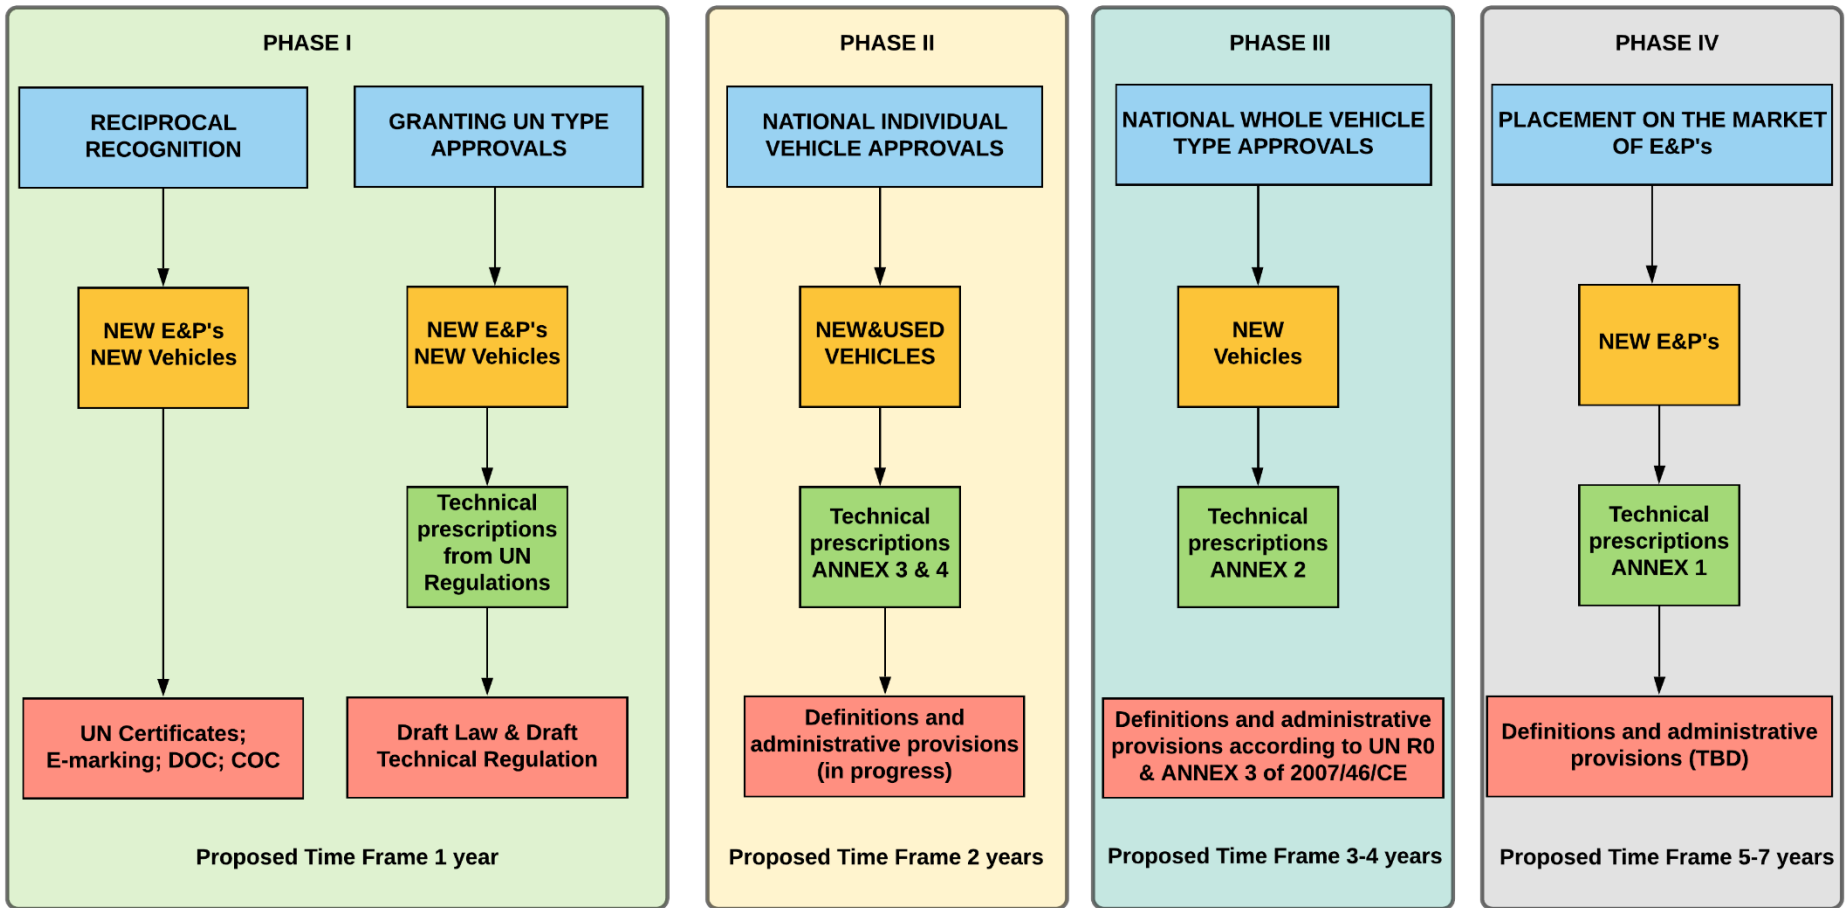 PHASE I
RECIPROCAL
RECOGNITION
GRANTING UN TYPE
APPROVALS
NEW E&P's
NEW Vehicles
NEW E&P's
NEW Vehicles
Technical
prescriptions
from UN
Regulations
UN Certificates;
E-marking; DOC; COC
Draft Law & Draft
Technical Regulation
Proposed Time Frame 1 year
PHASE II
NATIONAL INDIVIDUAL
VEHICLE APPROVALS
NEW&USED
VEHICLES
Technical
prescriptions
ANNEX 3 & 4
Definitions and
administrative provisions
(in progress)
Proposed Time Frame 2 years
PHASE III
NATIONAL WHOLE VEHICLE
TYPE APPROVALS
NEW
Vehicles
Technical
prescriptions
ANNEX 2
Definitions and administrative
provisions according to UN R0
& ANNEX 3 of 2007/46/CE
Proposed Time Frame 3-4 years
PHASE IV
PLACEMENT ON THE MARKET
OF E&P's
NEW E&P's
Technical
prescriptions
ANNEX 1
Definitions and administrative
provisions (TBD)
Proposed Time Frame 5-7 years